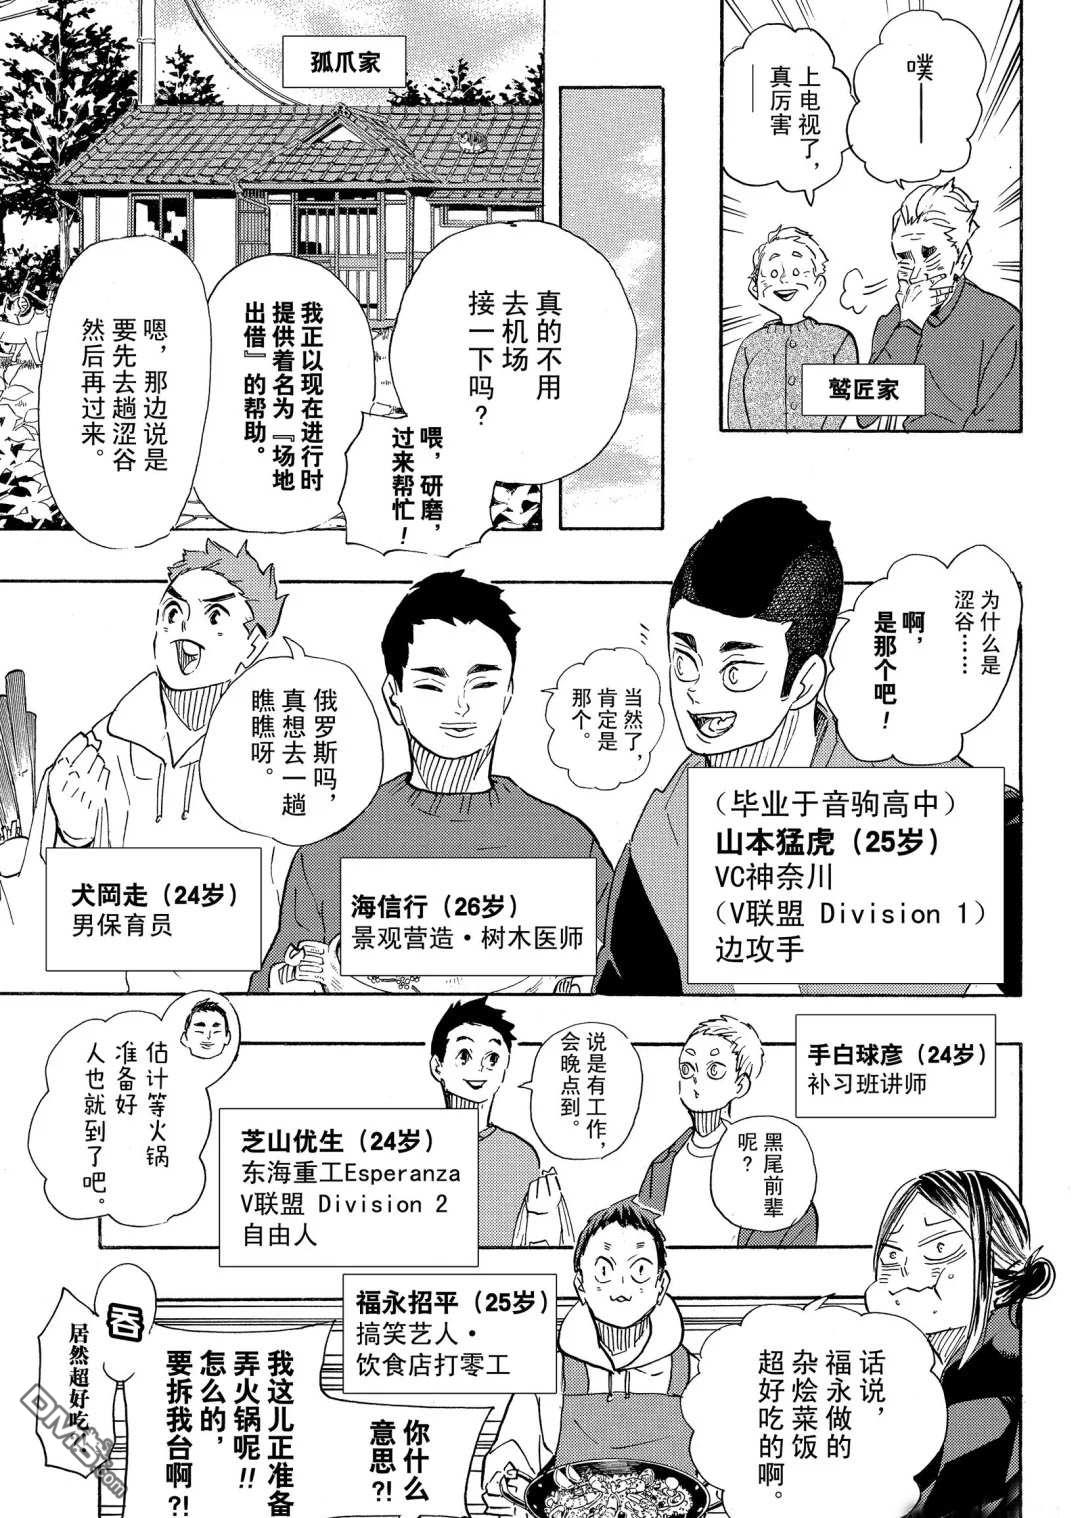 噗——
上电视了，
真厉害
——
鹫匠家
孤爪家
真的不用
去机场
接一下吗？
喂，研磨，
过来帮忙！
我正以现在进行时
提供着名为『场地
出借』的帮助。
嗯，那边说是
要先去趟涩谷
然后再过来。
为什么是
涩谷……
啊，
是那个吧！
当然了，
肯定是
那个。
俄罗斯吗，
真想去一趟
瞧瞧呀。
（毕业于音驹高中）
山本猛虎（25岁）
VC神奈川
（V联盟 Division 1）
边攻手
海信行（26岁）
景观营造·树木医师
犬冈走（24岁）
男保育员
手白球彦（24岁）
补习班讲师
黑尾前辈
呢？
说是有工作，
会晚点到。
芝山优生（24岁）
东海重工Esperanza
V联盟 Division 2
自由人
估计等火锅
准备好
人也就到了吧。
话说，
福永做的
杂烩菜饭
超好吃的啊。
福永招平（25岁）
搞笑艺人·
饮食店打零工
你什么
意思?!
我这儿正准备
弄火锅呢!!
怎么的，
要拆我台啊?!
吞
居然超好吃！
DM5.com